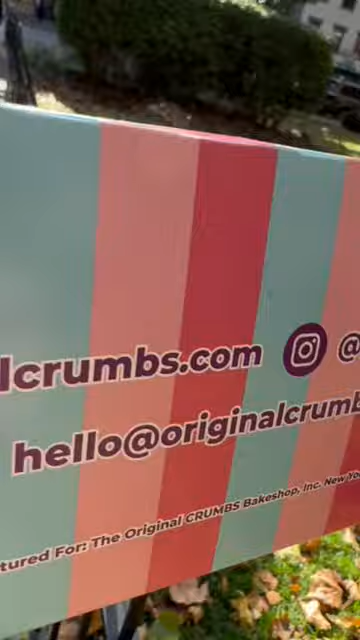 lcrumbs.com @
hello@originalcrumb
tured For: The Original CRUMBS Bakeshop, Inc. New Yo